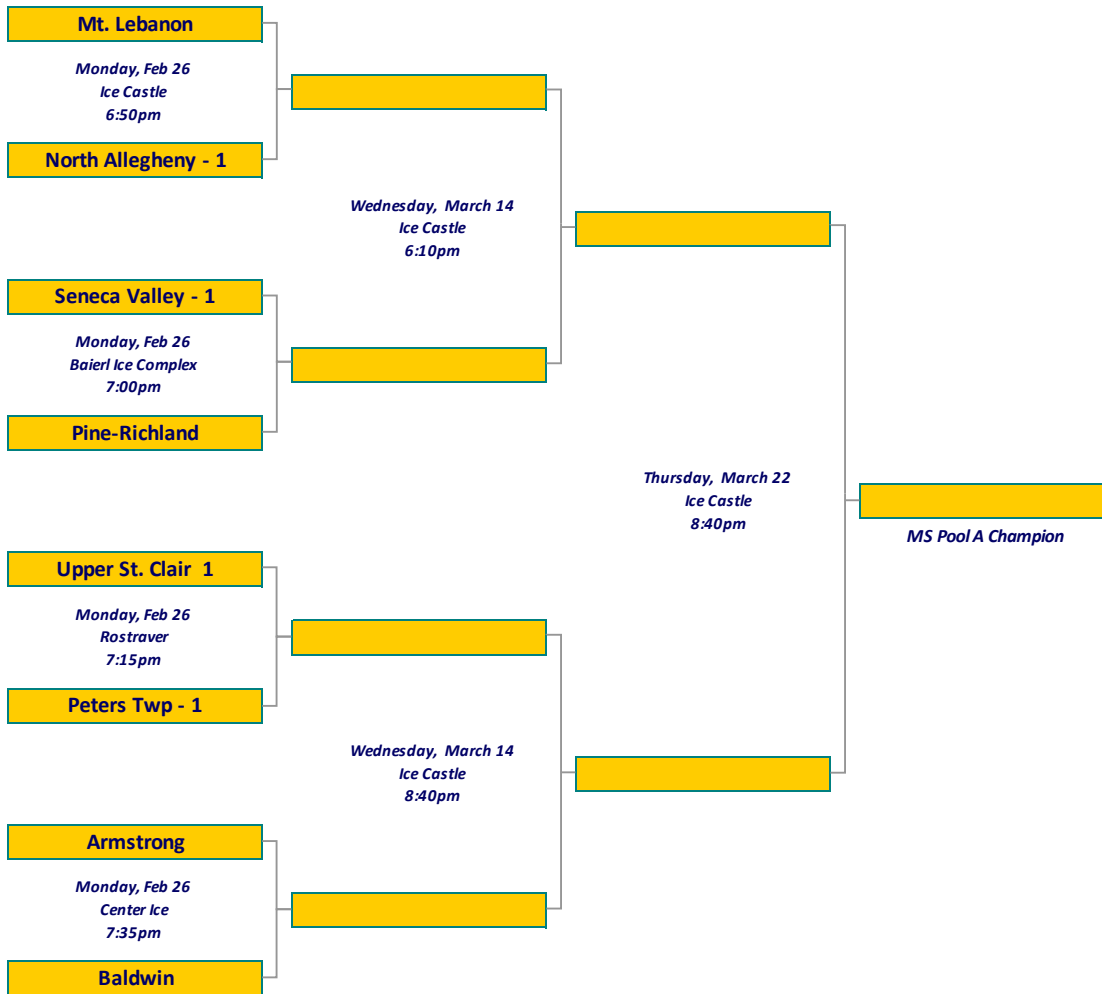 Mt. Lebanon
Monday, Feb 26
Ice Castle
6:50pm
North Allegheny - 1
Wednesday, March 14
Ice Castle
6:10pm
Seneca Valley - 1
Monday, Feb 26
Baierl Ice Complex
7:00pm
Pine-Richland
Thursday, March 22
Ice Castle
8:40pm
MS Pool A Champion
Upper St. Clair 1
Monday, Feb 26
Rostraver
7:15pm
Peters Twp - 1
Wednesday, March 14
Ice Castle
8:40pm
Armstrong
Monday, Feb 26
Center Ice
7:35pm
Baldwin